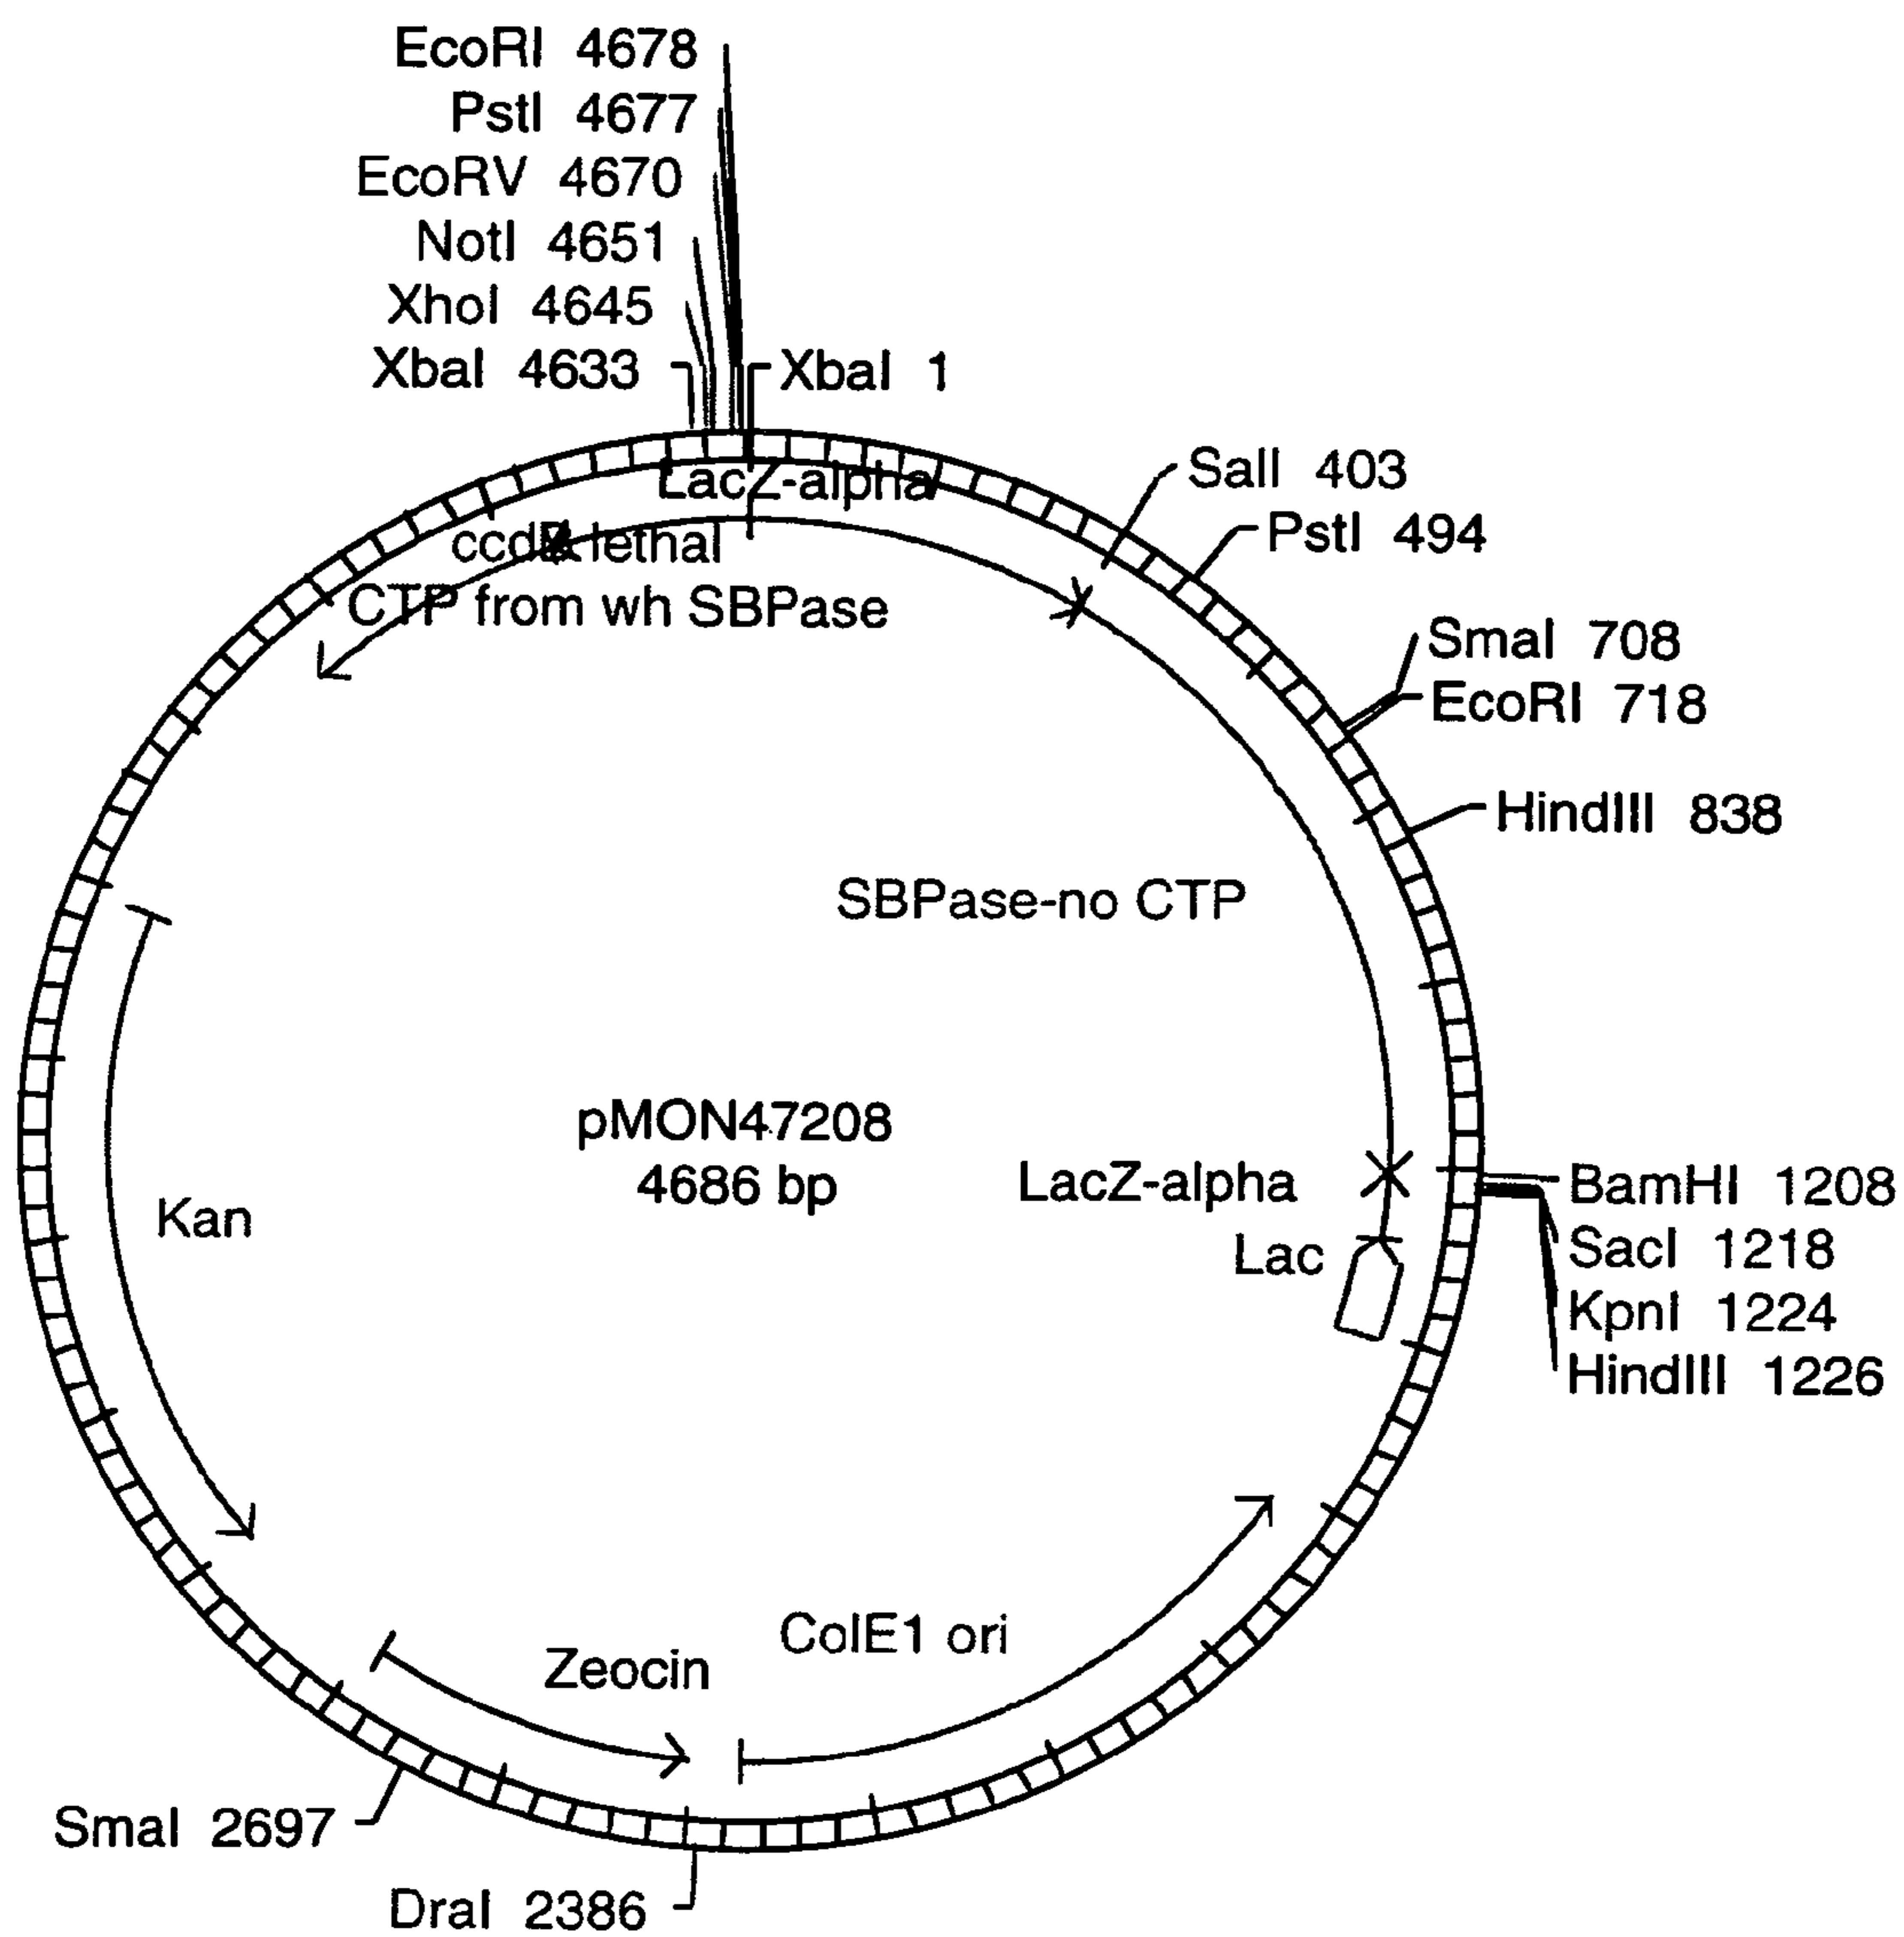 EcoRI 4678
PstI 4677
EcoRV 4670
NotI 4651
XhoI 4645
XbaI 4633
XbaI 1
SalI 403
PstI 494
SmaI 708
EcoRI 718
HindIII 838
LacZ-alpha
lethal
CTP from wh SBPase
SBPase-no CTP
pMON47208
4686 bp
Kan
LacZ-alpha
Lac
BamHI 1208
SacI 1218
KpnI 1224
HindIII 1226
ColE1 ori
Zeocin
SmaI 2697
DraI 2386